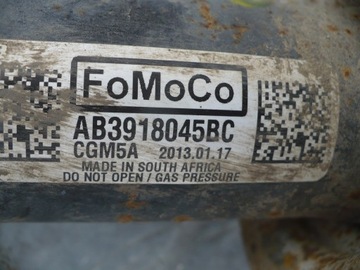 FoMoCo
AB3918045BC
CGM5A 2013.01.17
MADE IN SOUTH AFRICA
DO NOT OPEN / GAS PRESSURE